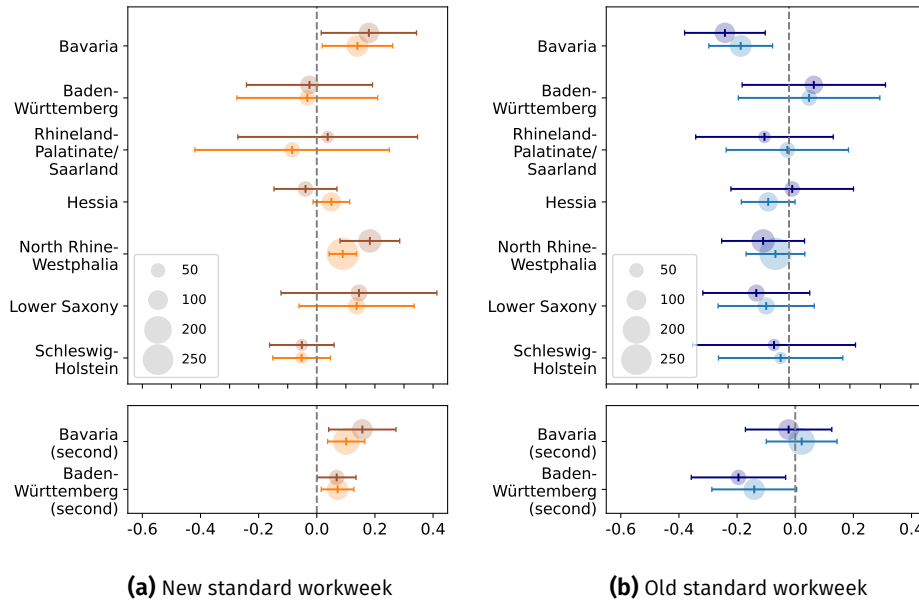 Bavaria
Baden-
Württemberg
Rhineland-
Palatinate/
Saarland
Hessia
North Rhine-
Westphalia
Lower Saxony
Schleswig-
Holstein
50
100
200
250
Bavaria
(second)
Baden-
Württemberg
(second)
-0.6 -0.4 -0.2 0.0 0.2 0.4
(a) New standard workweek
Bavaria
Baden-
Württemberg
Rhineland-
Palatinate/
Saarland
Hessia
North Rhine-
Westphalia
Lower Saxony
Schleswig-
Holstein
50
100
200
250
Bavaria
(second)
Baden-
Württemberg
(second)
-0.6 -0.4 -0.2 0.0 0.2 0.4
(b) Old standard workweek